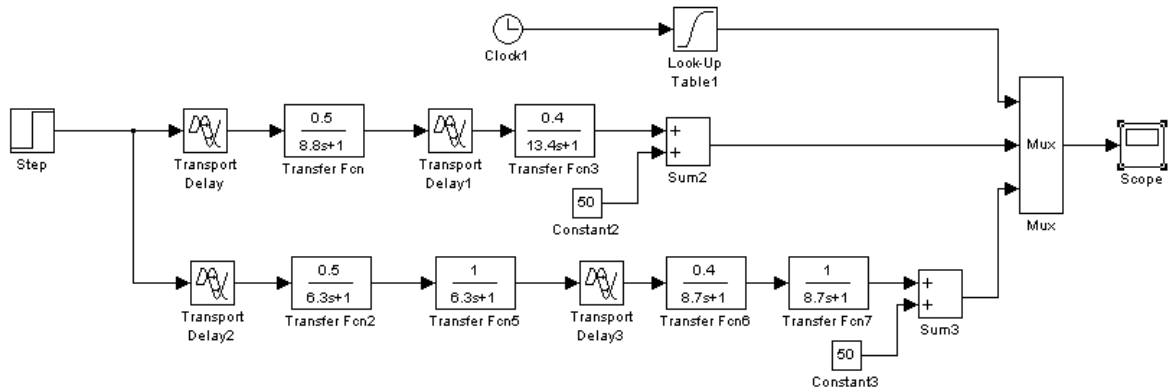 Clock1
Look-Up
Table1
Step
Transport
Delay
0.5
8.8s+1
Transfer Fcn
Transport
Delay1
0.4
13.4s+1
Transfer Fcn3
+
+
Sum2
50
Constant2
Mux
Mux
Scope
Transport
Delay2
0.5
6.3s+1
Transfer Fcn2
1
6.3s+1
Transfer Fcn5
Transport
Delay3
0.4
8.7s+1
Transfer Fcn6
1
8.7s+1
Transfer Fcn7
+
+
Sum3
50
Constant3